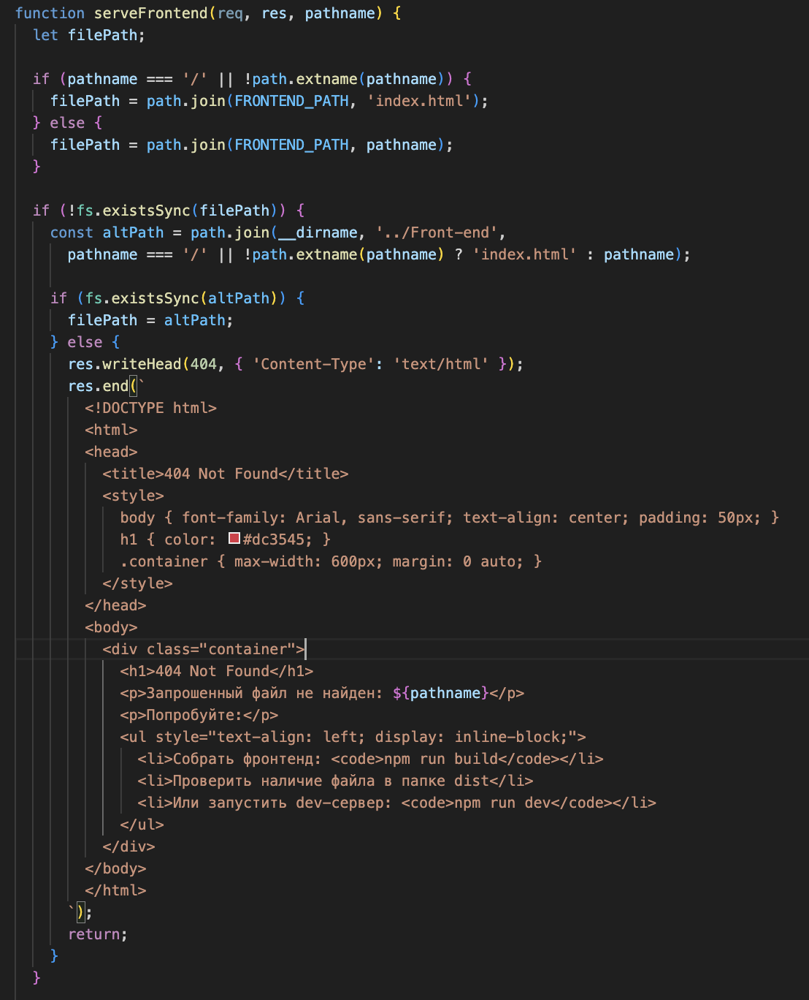 function serveFrontend(req, res, pathname) {
  let filePath;

  if (pathname === '/' || !path.extname(pathname)) {
    filePath = path.join(FRONTEND_PATH, 'index.html');
  } else {
    filePath = path.join(FRONTEND_PATH, pathname);
  }

  if (!fs.existsSync(filePath)) {
    const altPath = path.join(__dirname, '../Front-end',
      pathname === '/' || !path.extname(pathname) ? 'index.html' : pathname);

    if (fs.existsSync(altPath)) {
      filePath = altPath;
    } else {
      res.writeHead(404, { 'Content-Type': 'text/html' });
      res.end(`
        <!DOCTYPE html>
        <html>
        <head>
          <title>404 Not Found</title>
          <style>
            body { font-family: Arial, sans-serif; text-align: center; padding: 50px; }
            h1 { color: #dc3545; }
            .container { max-width: 600px; margin: 0 auto; }
          </style>
        </head>
        <body>
          <div class="container">
            <h1>404 Not Found</h1>
            <p>Запрошенный файл не найден: ${pathname}</p>
            <p>Попробуйте:</p>
            <ul style="text-align: left; display: inline-block;">
              <li>Собрать фронтенд: <code>npm run build</code></li>
              <li>Проверить наличие файла в папке dist</li>
              <li>Или запустить dev-сервер: <code>npm run dev</code></li>
            </ul>
          </div>
        </body>
        </html>
      `);
      return;
    }
  }